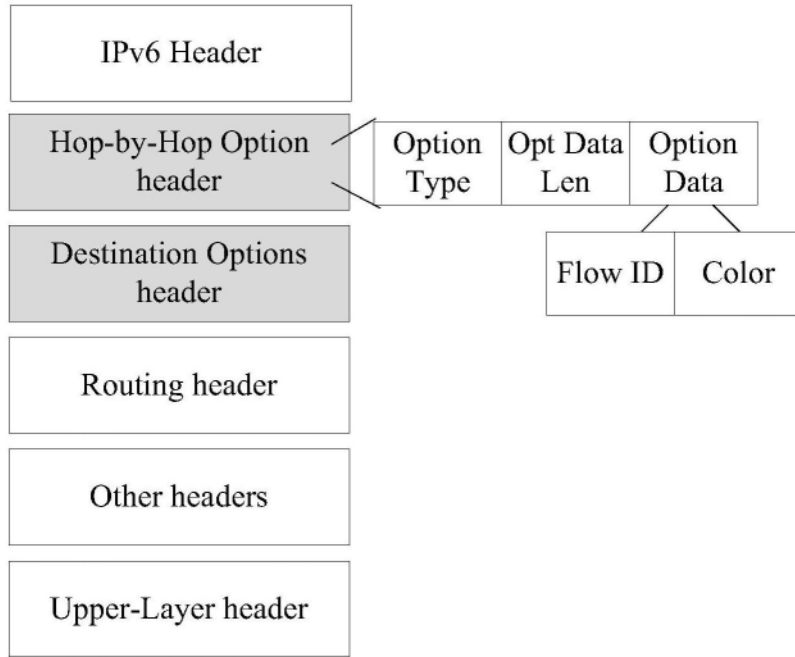 IPv6 Header
Hop-by-Hop Option
header
Option
Type
Opt Data
Len
Option
Data
Destination Options
header
Flow ID
Color
Routing header
Other headers
Upper-Layer header